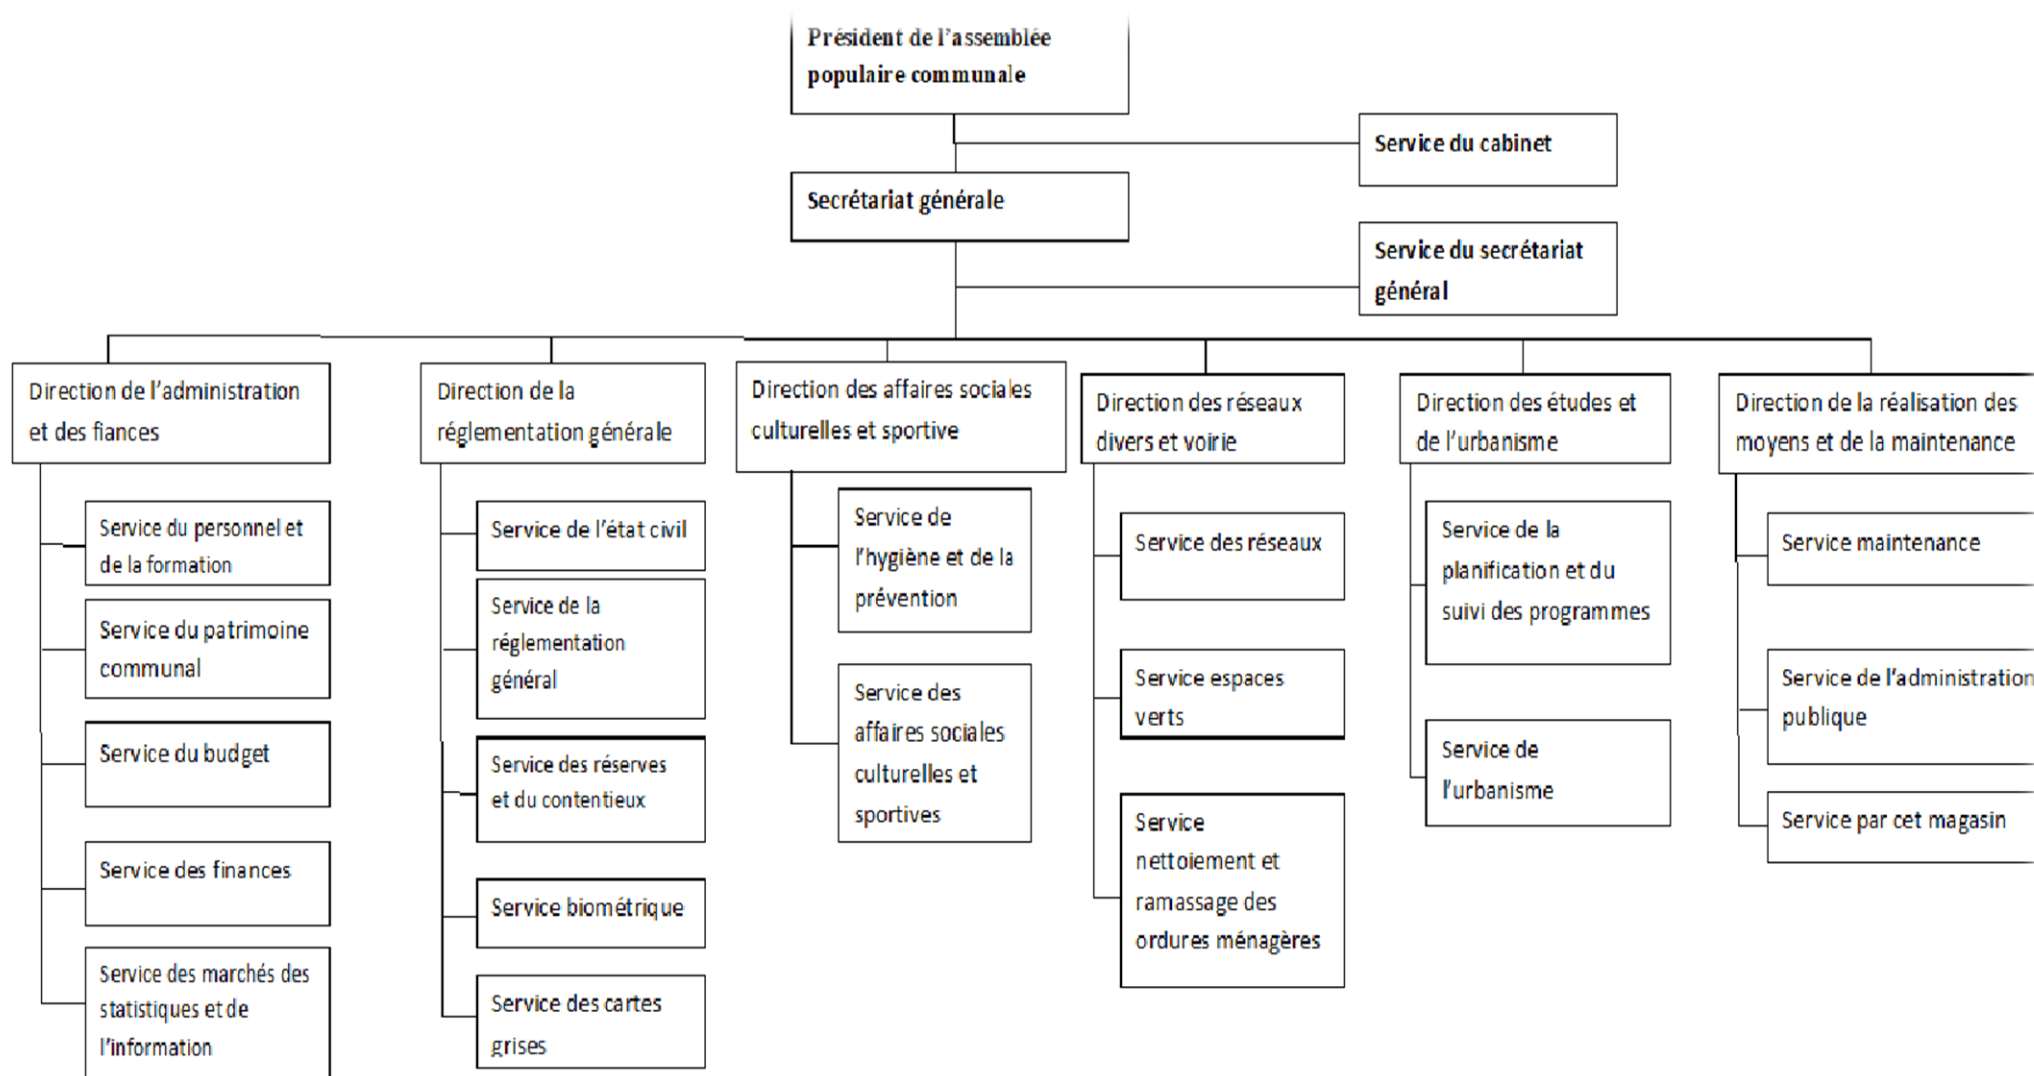 Président de l'assemblée
populaire communale
Service du cabinet
Secrétariat générale
Service du secrétariat
général
Direction de l'administration
et des fiances
Service du personnel et
de la formation
Service du patrimoine
communal
Service du budget
Service des finances
Service des marchés des
statistiques et de
l'information
Direction de la
réglementation générale
Service de l'état civil
Service de la
réglementation
général
Service des réserves
et du contentieux
Service biométrique
Service des cartes
grises
Direction des affaires sociales
culturelles et sportive
Service de
l'hygiène et de la
prévention
Service des
affaires sociales
culturelles et
sportives
Direction des réseaux
divers et voirie
Service des réseaux
Service espaces
verts
Service
nettoiement et
ramassage des
ordures ménagères
Direction des études et
de l'urbanisme
Service de la
planification et du
suivi des programmes
Service de
l'urbanisme
Direction de la réalisation des
moyens et de la maintenance
Service maintenance
Service de l'administration
publique
Service par cet magasin